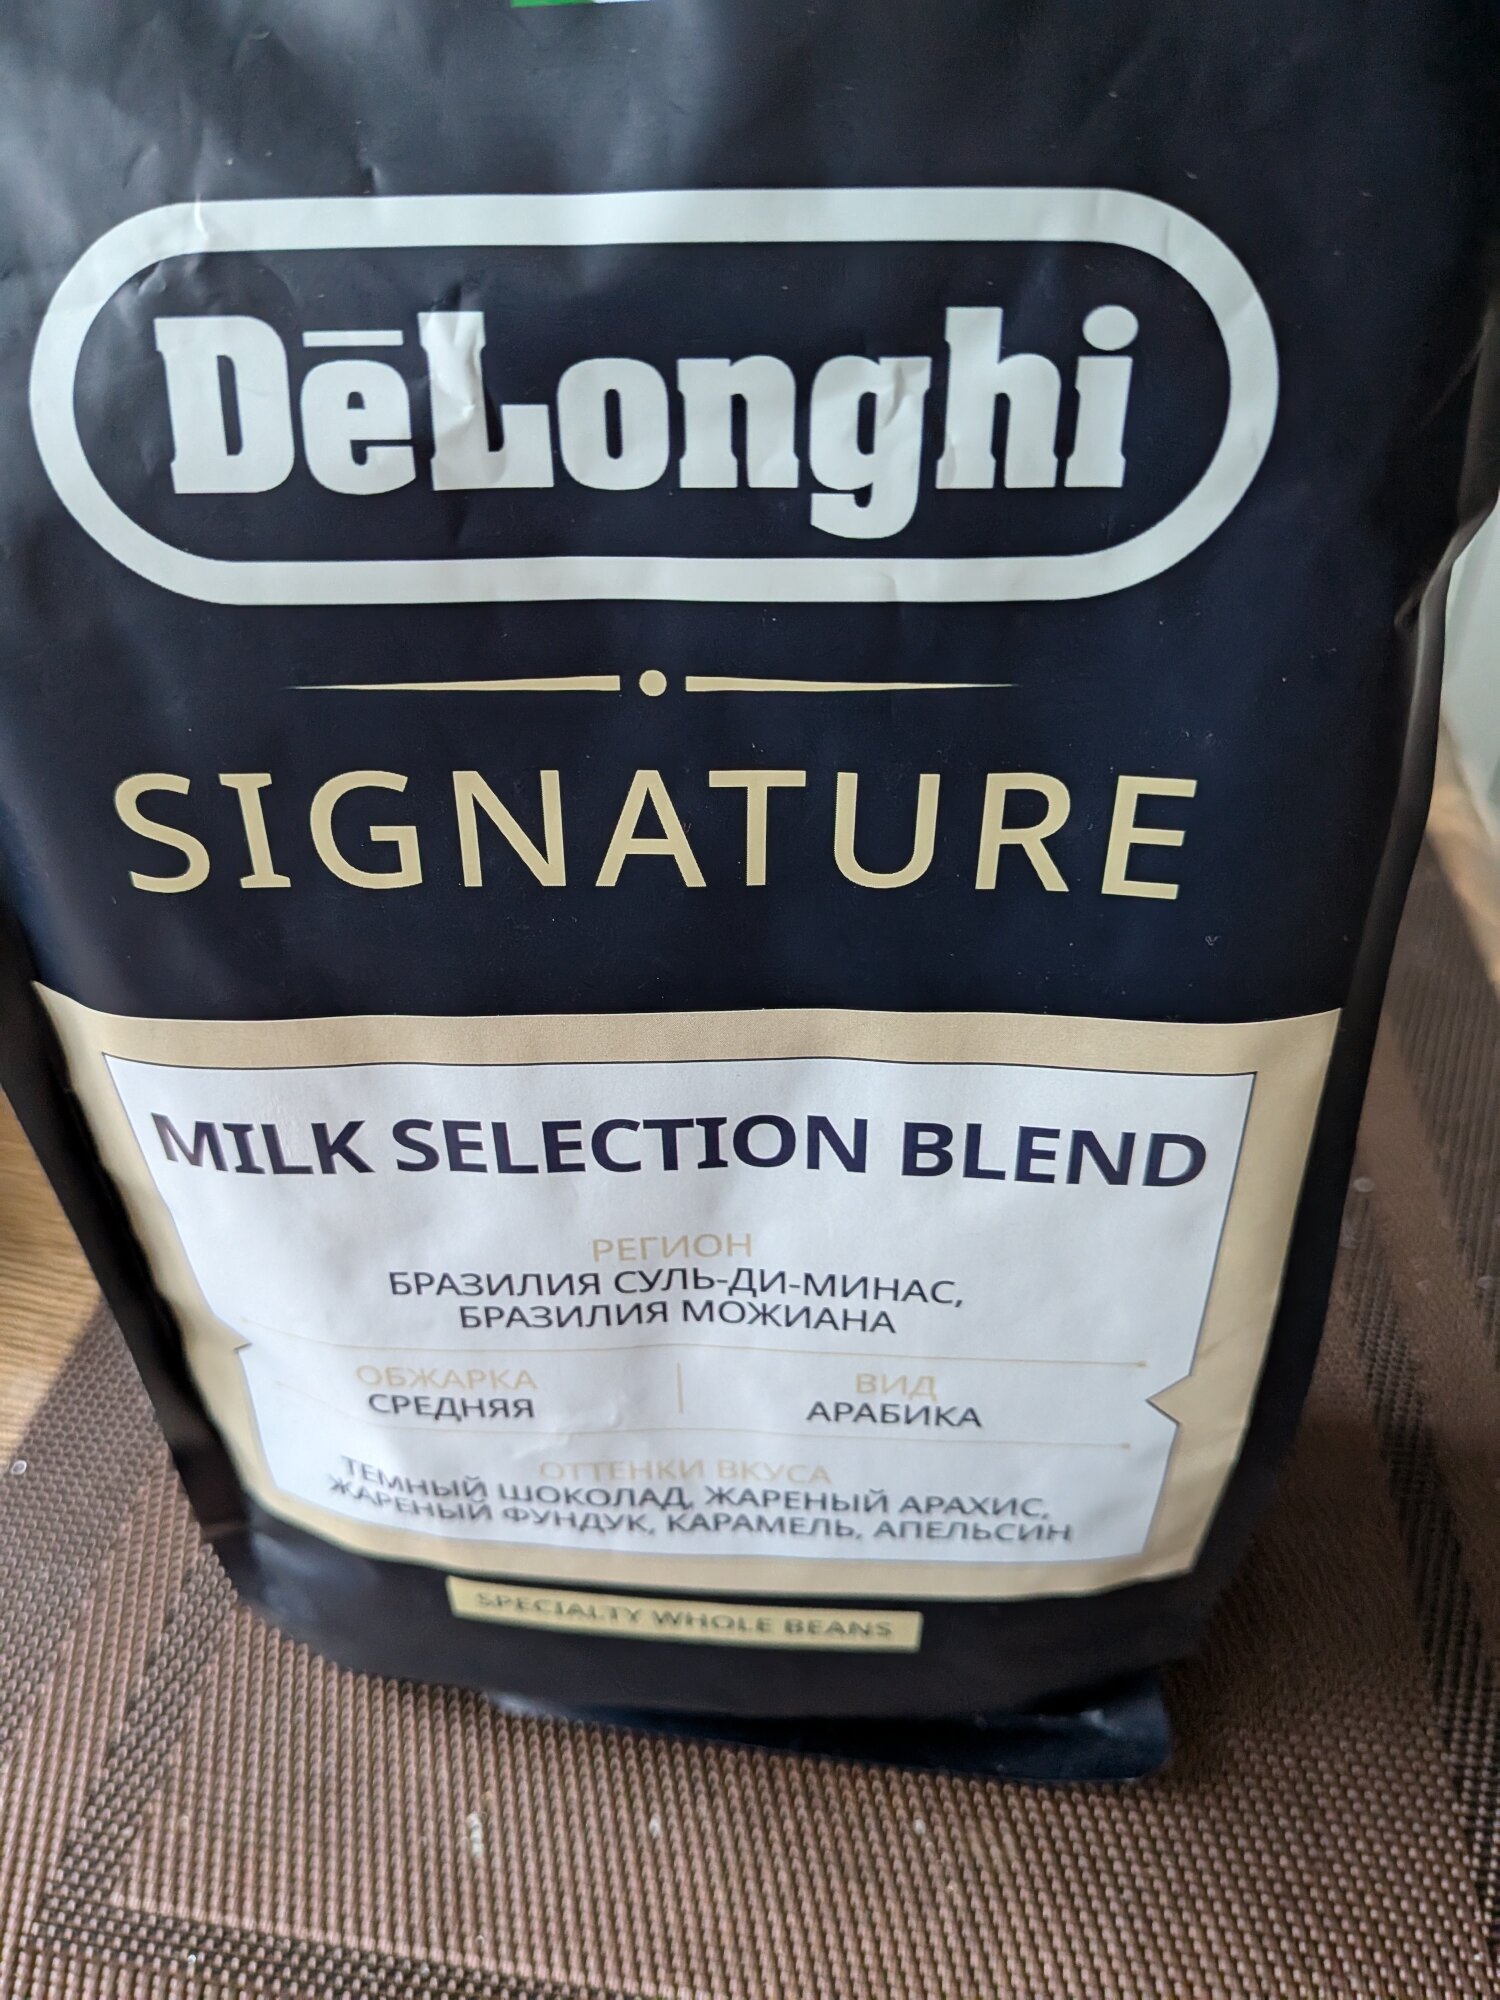 DēLonghi
SIGNATURE
MILK SELECTION BLEND
РЕГИОН
БРАЗИЛИЯ СУЛЬ-ДИ-МИНАС,
БРАЗИЛИЯ МОЖИАНА
ОБЖАРКА
СРЕДНЯЯ
ВИД
АРАБИКА
ОТТЕНКИ ВКУСА
ТЕМНЫЙ ШОКОЛАД, ЖАРЕНЫЙ АРАХИС,
ЖАРЕНЫЙ ФУНДУК, КАРАМЕЛЬ, АПЕЛЬСИН
SPECIALTY WHOLE BEANS